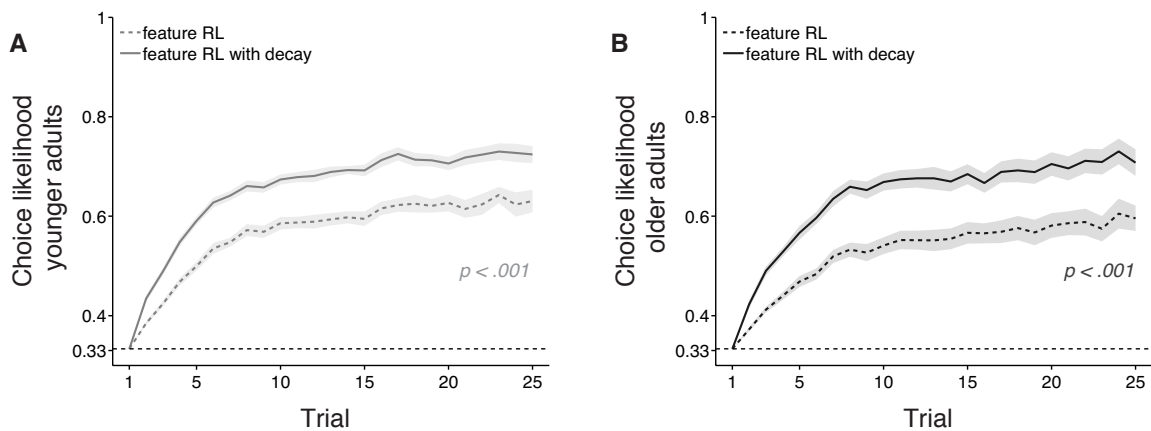 A
feature RL
feature RL with decay
Choice likelihood
younger adults
1
0.8
0.6
0.4
0.33
p < .001
1
5
10
15
20
25
Trial
B
feature RL
feature RL with decay
Choice likelihood
older adults
1
0.8
0.6
0.4
0.33
p < .001
1
5
10
15
20
25
Trial